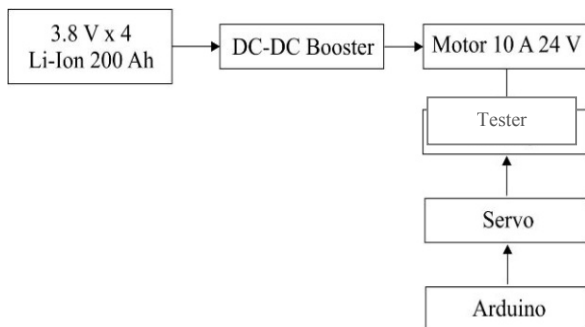 3.8 V x 4
Li-Ion 200 Ah
DC-DC Booster
Motor 10 A 24 V
Tester
Servo
Arduino